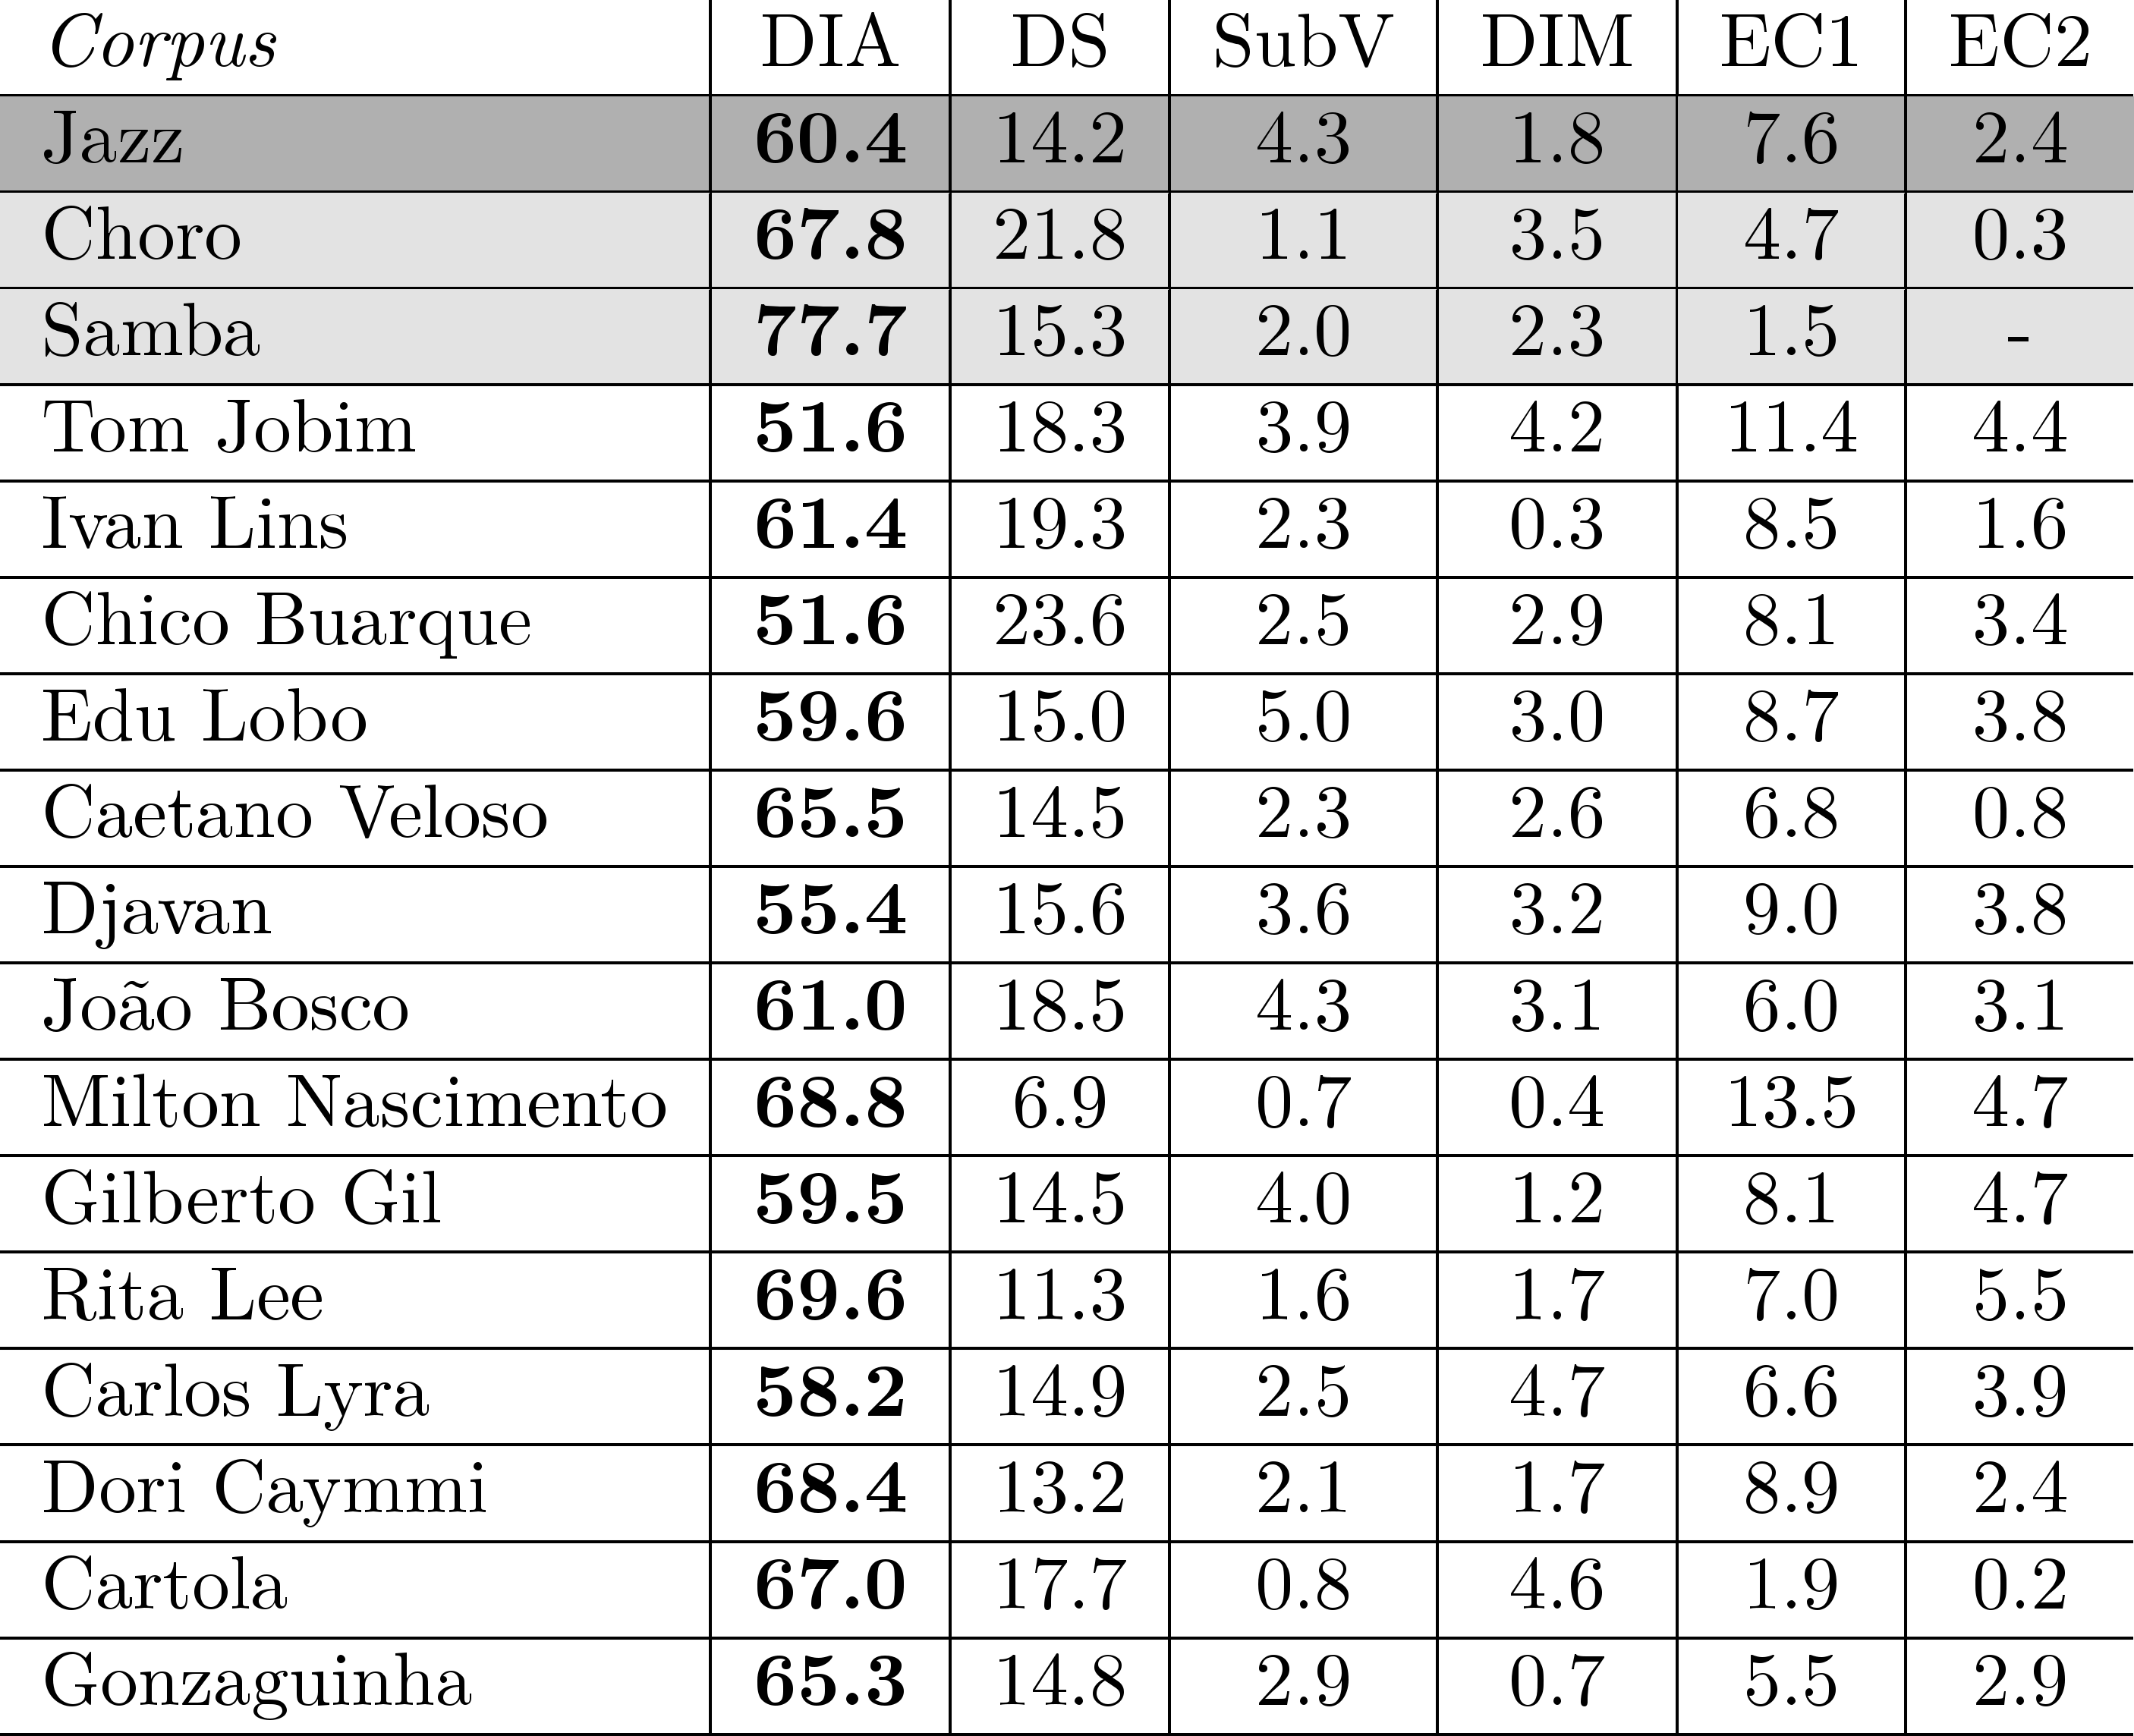 Corpus DIA DS SubV DIM EC1 EC2
Jazz 60.4 14.2 4.3 1.8 7.6 2.4
Choro 67.8 21.8 1.1 3.5 4.7 0.3
Samba 77.7 15.3 2.0 2.3 1.5 -
Tom Jobim 51.6 18.3 3.9 4.2 11.4 4.4
Ivan Lins 61.4 19.3 2.3 0.3 8.5 1.6
Chico Buarque 51.6 23.6 2.5 2.9 8.1 3.4
Edu Lobo 59.6 15.0 5.0 3.0 8.7 3.8
Caetano Veloso 65.5 14.5 2.3 2.6 6.8 0.8
Djavan 55.4 15.6 3.6 3.2 9.0 3.8
João Bosco 61.0 18.5 4.3 3.1 6.0 3.1
Milton Nascimento 68.8 6.9 0.7 0.4 13.5 4.7
Gilberto Gil 59.5 14.5 4.0 1.2 8.1 4.7
Rita Lee 69.6 11.3 1.6 1.7 7.0 5.5
Carlos Lyra 58.2 14.9 2.5 4.7 6.6 3.9
Dori Caymmi 68.4 13.2 2.1 1.7 8.9 2.4
Cartola 67.0 17.7 0.8 4.6 1.9 0.2
Gonzaguinha 65.3 14.8 2.9 0.7 5.5 2.9